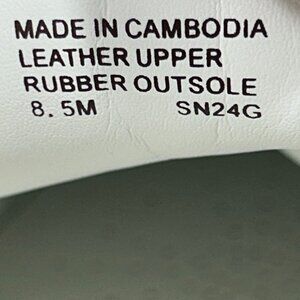 MADE IN CAMBODIA
LEATHER UPPER
RUBBER OUTSOLE
8.5M SN24G